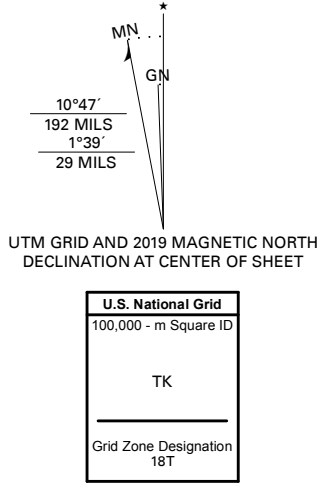 ★
MN
GN
10°47´
192 MILS
1°39´
29 MILS
UTM GRID AND 2019 MAGNETIC NORTH
DECLINATION AT CENTER OF SHEET
U.S. National Grid
100,000 - m Square ID
TK
Grid Zone Designation
18T